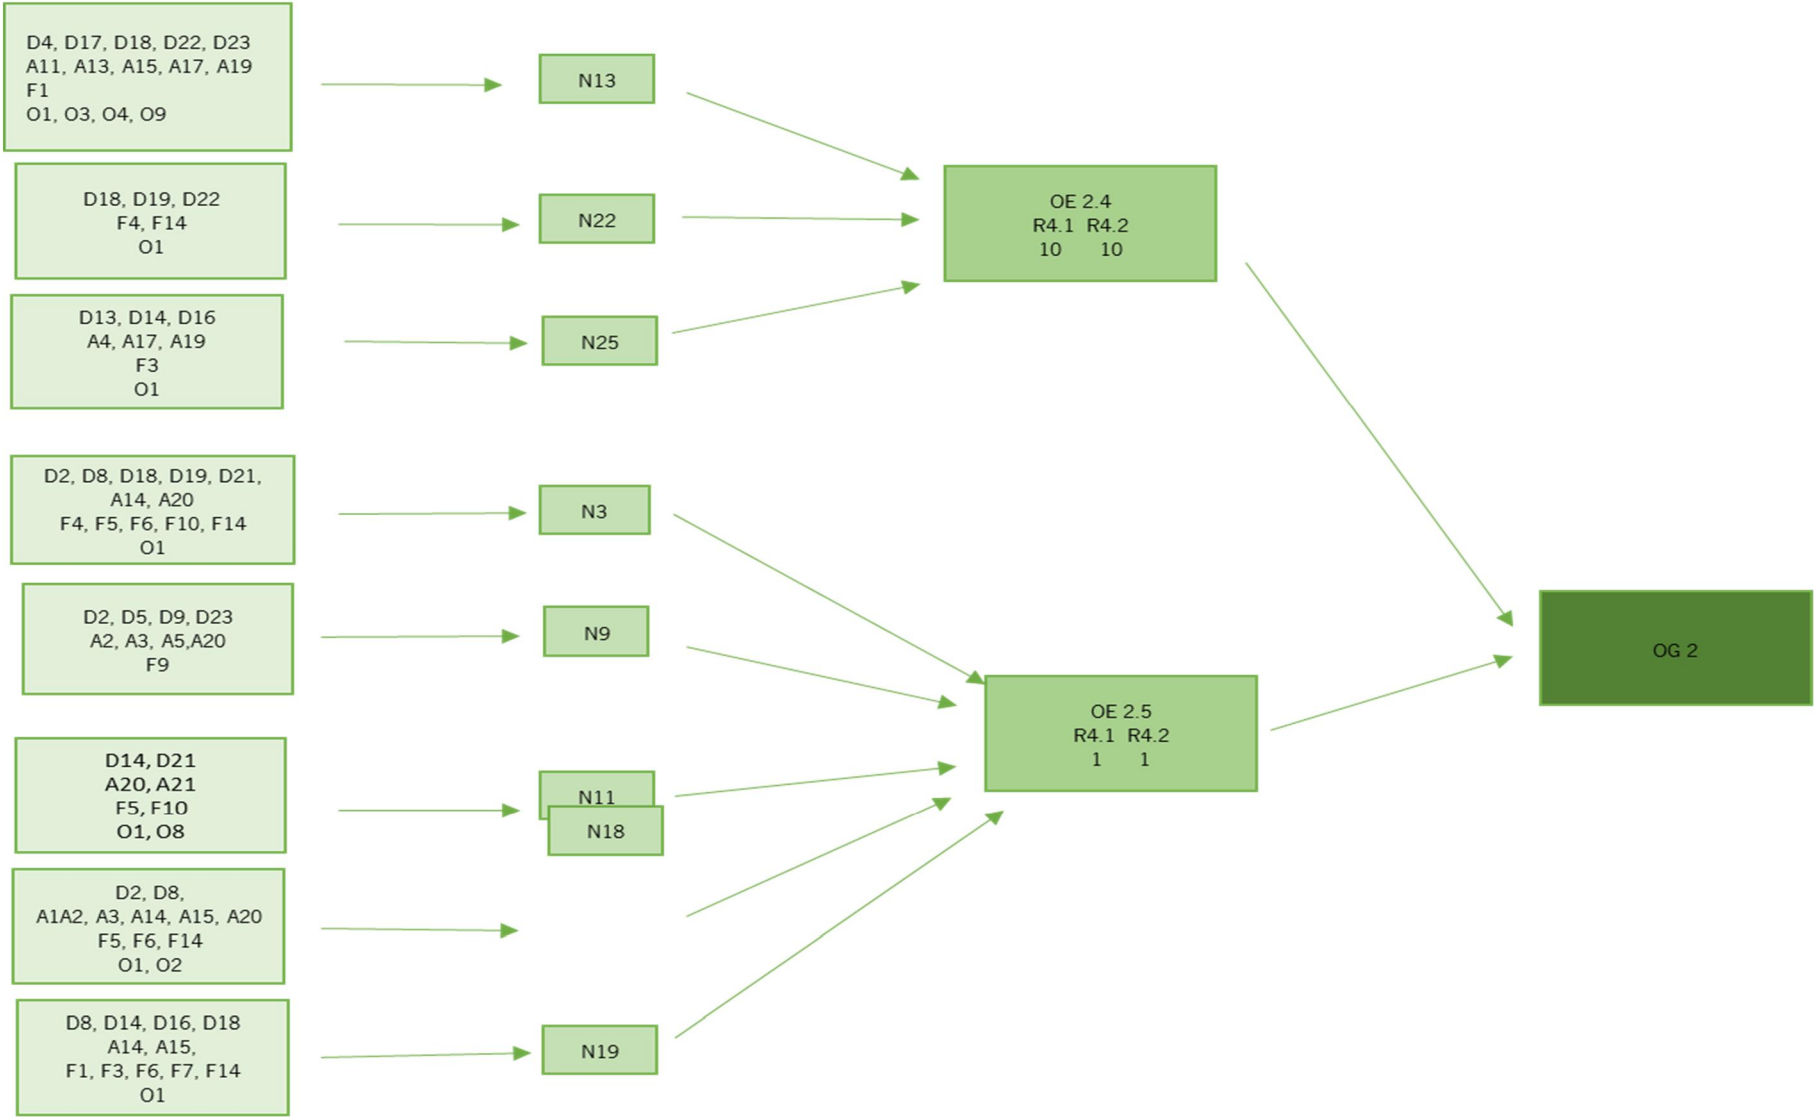 D4, D17, D18, D22, D23
A11, A13, A15, A17, A19
F1
O1, O3, O4, O9
N13
D18, D19, D22
F4, F14
O1
N22
D13, D14, D16
A4, A17, A19
F3
O1
N25
OE 2.4
R4.1 R4.2
10 10
D2, D8, D18, D19, D21,
A14, A20
F4, F5, F6, F10, F14
O1
N3
D2, D5, D9, D23
A2, A3, A5,A20
F9
N9
D14, D21
A20, A21
F5, F10
O1, O8
N11
N18
D2, D8,
A1A2, A3, A14, A15, A20
F5, F6, F14
O1, O2
D8, D14, D16, D18
A14, A15,
F1, F3, F6, F7, F14
O1
N19
OE 2.5
R4.1 R4.2
1 1
OG 2